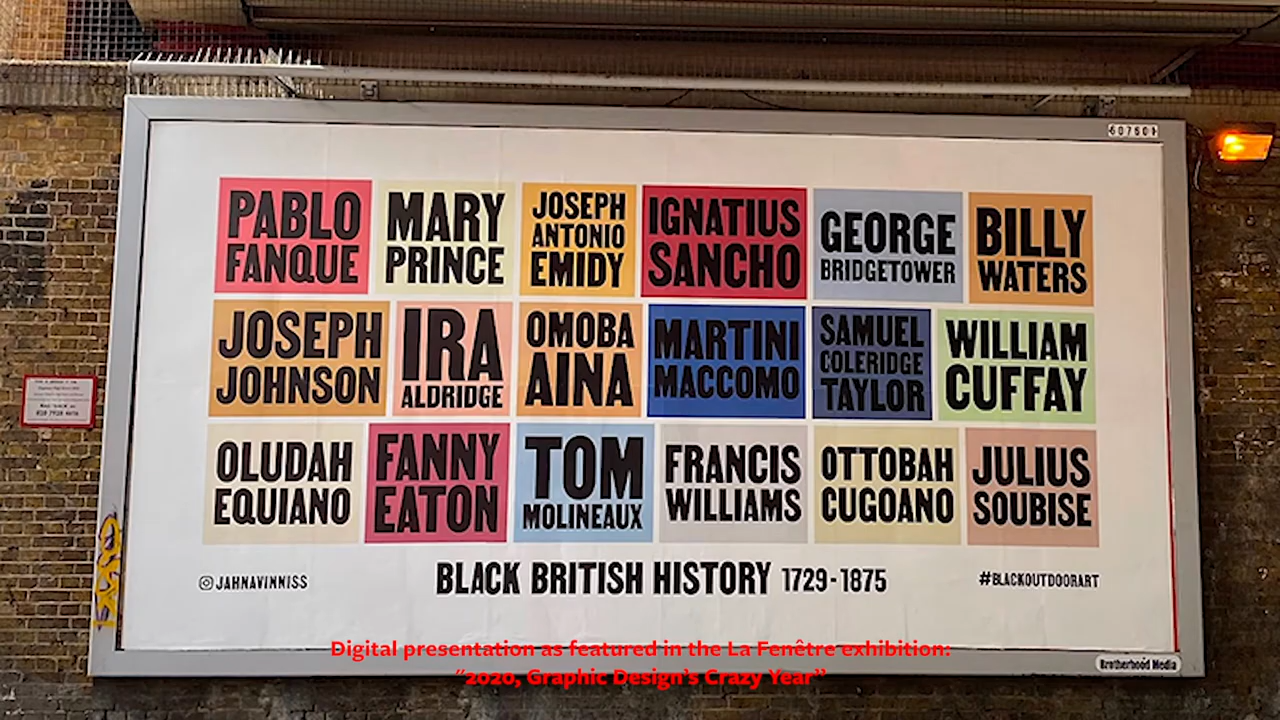 607601
PABLO
FANQUE
MARY
PRINCE
JOSEPH
ANTONIO
EMIDY
IGNATIUS
SANCHO
GEORGE
BRIDGETOWER
BILLY
WATERS
JOSEPH
JOHNSON
IRA
ALDRIDGE
OMOBA
AINA
MARTINI
MACCOMO
SAMUEL
COLERIDGE
TAYLOR
WILLIAM
CUFFAY
OLUDAH
EQUIANO
FANNY
EATON
TOM
MOLINEAUX
FRANCIS
WILLIAMS
OTTOBAH
CUGOANO
JULIUS
SOUBISE
JAHNAVINNISS
BLACK BRITISH HISTORY 1729-1875
#BLACKOUTDOORART
Digital presentation as featured in the La Fenêtre exhibition:
“2020, Graphic Design’s Crazy Year”
Brotherhood Media